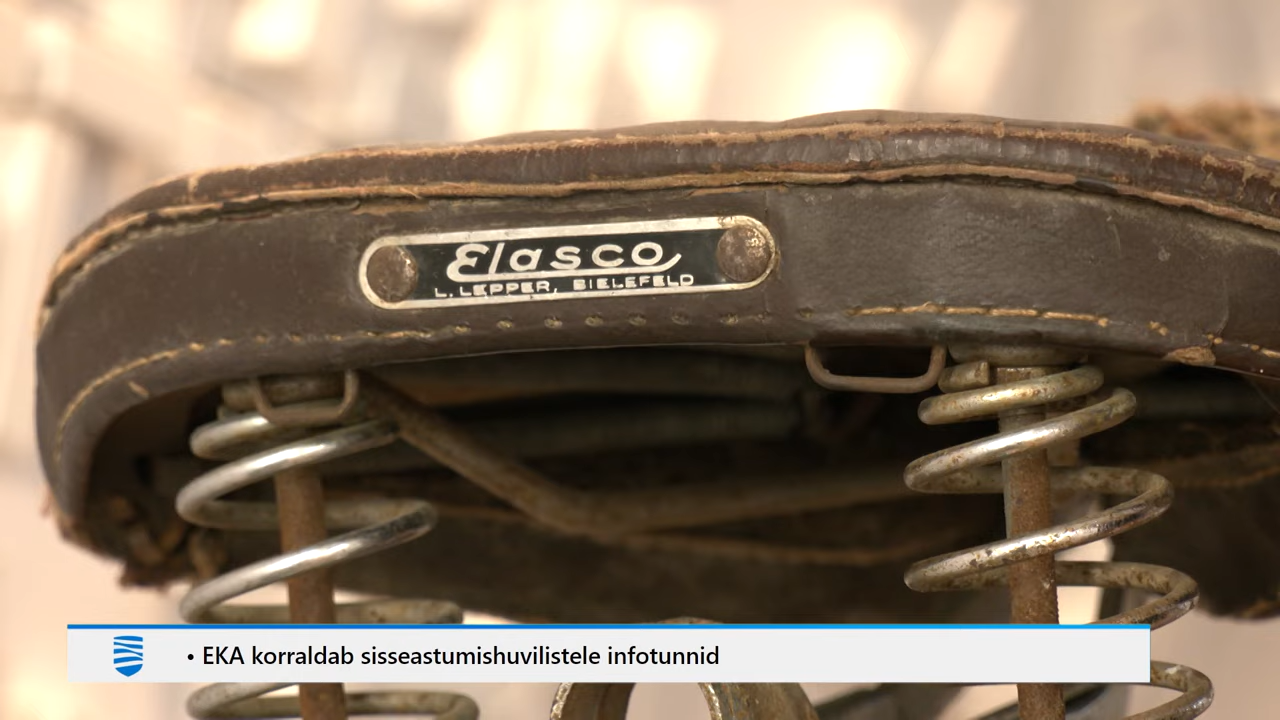 Elasco
L. LEPPER, BIELEFELD
• EKA korraldab sisseastumishuvilistele infotunnid